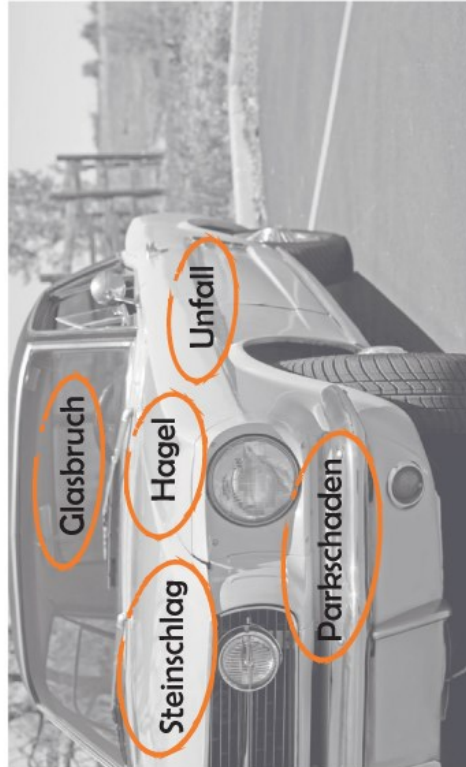 Glasbruch
Steinschlag
Hagel
Unfall
Parkschaden